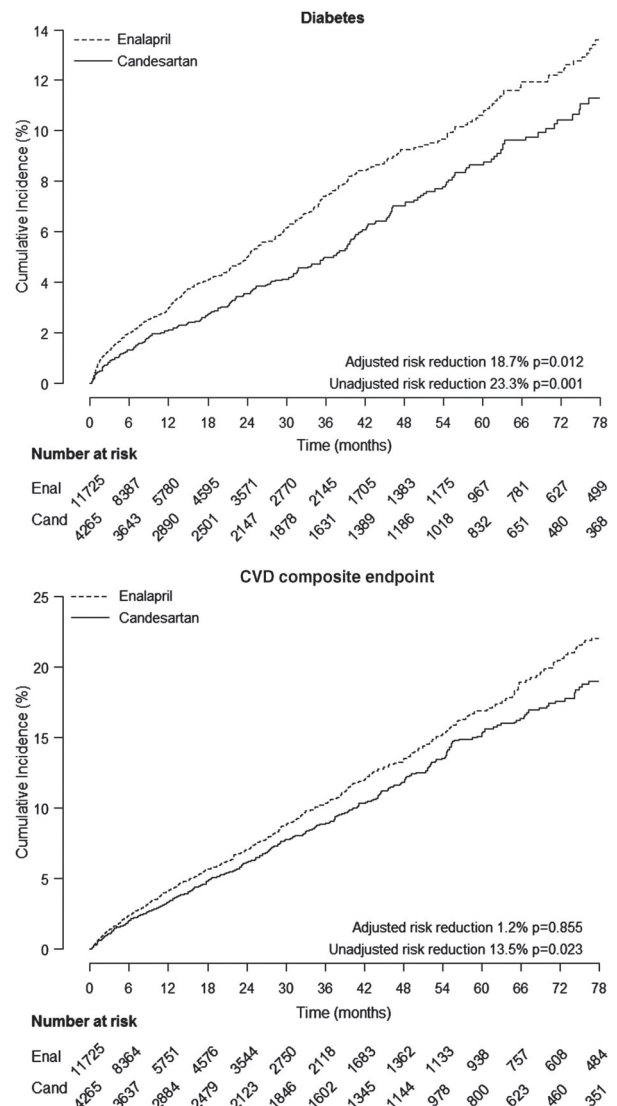 Diabetes
Enalapril
Candesartan
Cumulative Incidence (%)
14
12
10
8
6
4
2
0
Adjusted risk reduction 18.7% p=0.012
Unadjusted risk reduction 23.3% p=0.001
0 6 12 18 24 30 36 42 48 54 60 66 72 78
Time (months)
Number at risk
Enal 11725 8387 5780 4595 3571 2770 2145 1705 1383 1175 967 781 627 499
Cand 4265 3643 2890 2501 2147 1878 1631 1389 1186 1018 832 651 480 368
CVD composite endpoint
Enalapril
Candesartan
Cumulative Incidence (%)
25
20
15
10
5
0
Adjusted risk reduction 1.2% p=0.855
Unadjusted risk reduction 13.5% p=0.023
0 6 12 18 24 30 36 42 48 54 60 66 72 78
Time (months)
Number at risk
Enal 11725 8364 5751 4576 3544 2750 2118 1683 1362 1133 938 757 608 484
Cand 4265 3637 2884 2479 2123 1846 1602 1345 1144 978 800 623 460 351